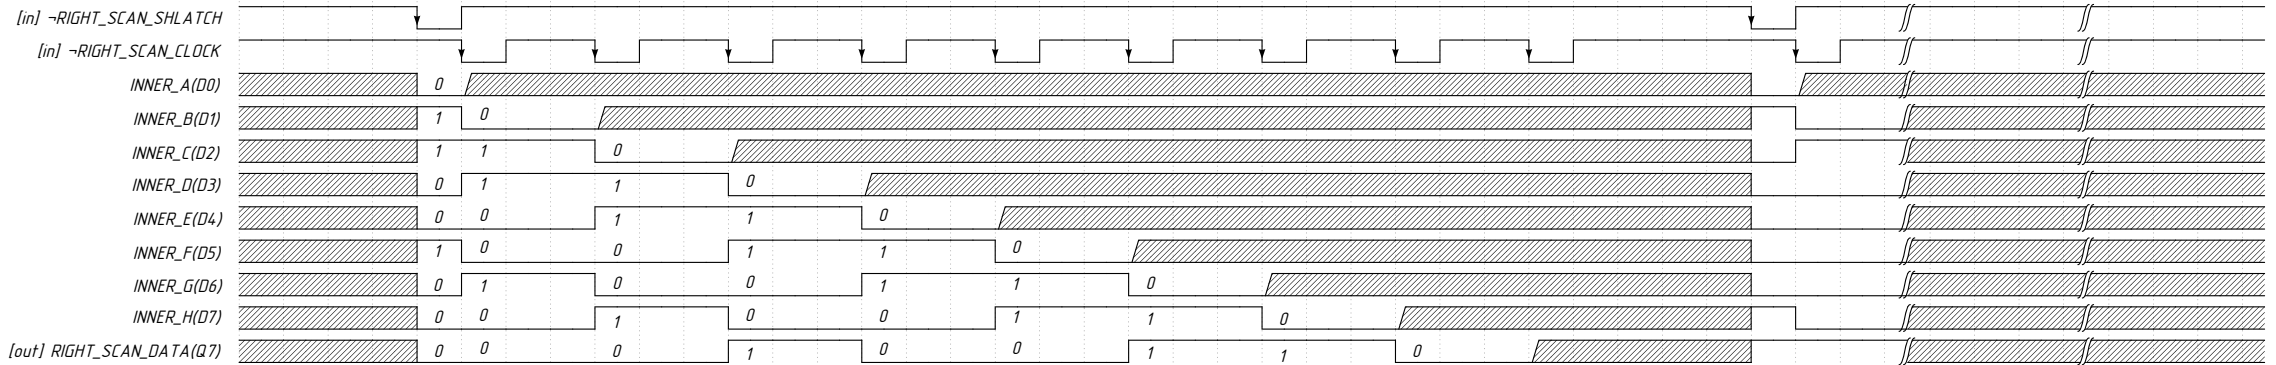 [in] ¬RIGHT_SCAN_SHLATCH
[in] ¬RIGHT_SCAN_CLOCK
INNER_A(D0) 0
INNER_B(D1) 1 0
INNER_C(D2) 1 1 0
INNER_D(D3) 0 1 1 0
INNER_E(D4) 0 0 1 1 0
INNER_F(D5) 1 0 0 1 1 0
INNER_G(D6) 0 1 0 0 1 1 0
INNER_H(D7) 0 0 1 0 0 1 1 0
[out] RIGHT_SCAN_DATA(Q7) 0 0 0 1 0 0 1 1 0